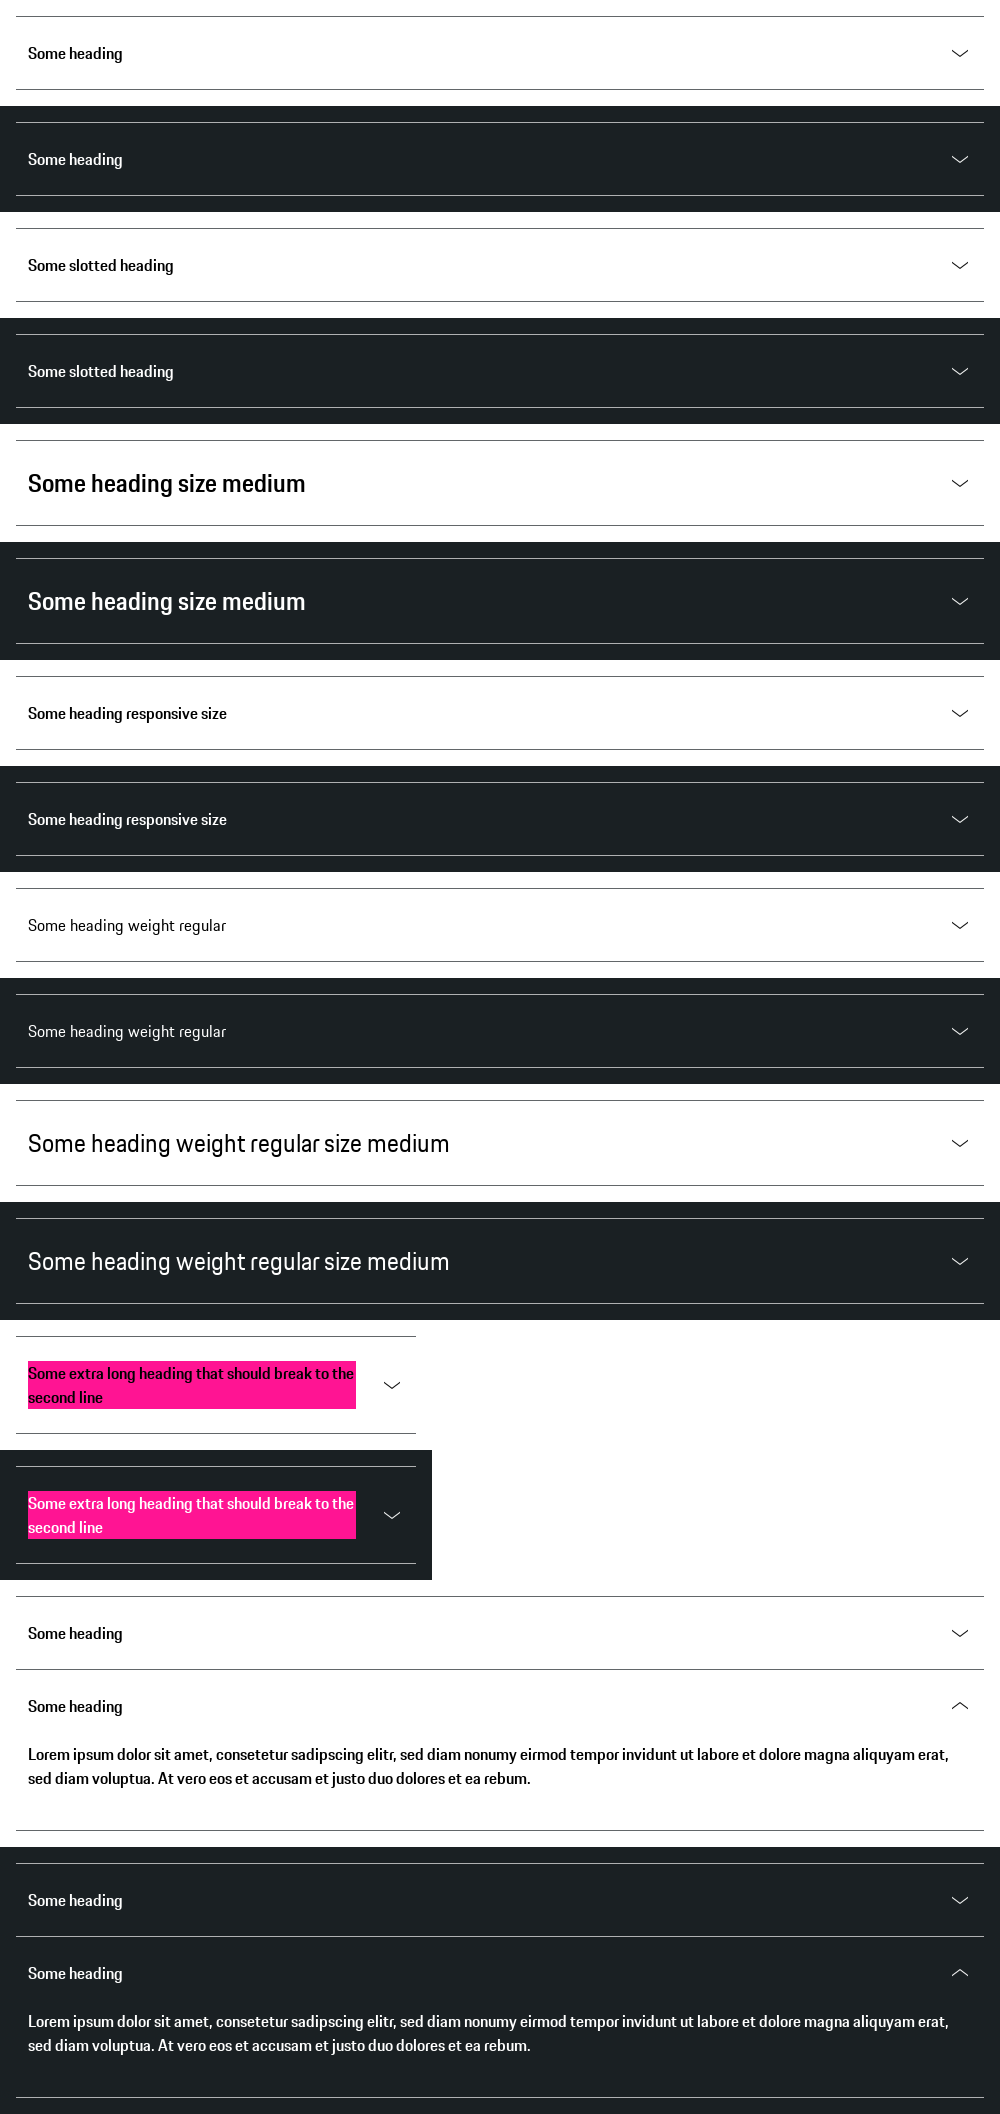 Some heading
Some heading
Some slotted heading
Some slotted heading
Some heading size medium
Some heading size medium
Some heading responsive size
Some heading responsive size
Some heading weight regular
Some heading weight regular
Some heading weight regular size medium
Some heading weight regular size medium
Some extra long heading that should break to the
second line
Some extra long heading that should break to the
second line
Some heading
Some heading
Lorem ipsum dolor sit amet, consetetur sadipscing elitr, sed diam nonumy eirmod tempor invidunt ut labore et dolore magna aliquyam erat,
sed diam voluptua. At vero eos et accusam et justo duo dolores et ea rebum.
Some heading
Some heading
Lorem ipsum dolor sit amet, consetetur sadipscing elitr, sed diam nonumy eirmod tempor invidunt ut labore et dolore magna aliquyam erat,
sed diam voluptua. At vero eos et accusam et justo duo dolores et ea rebum.